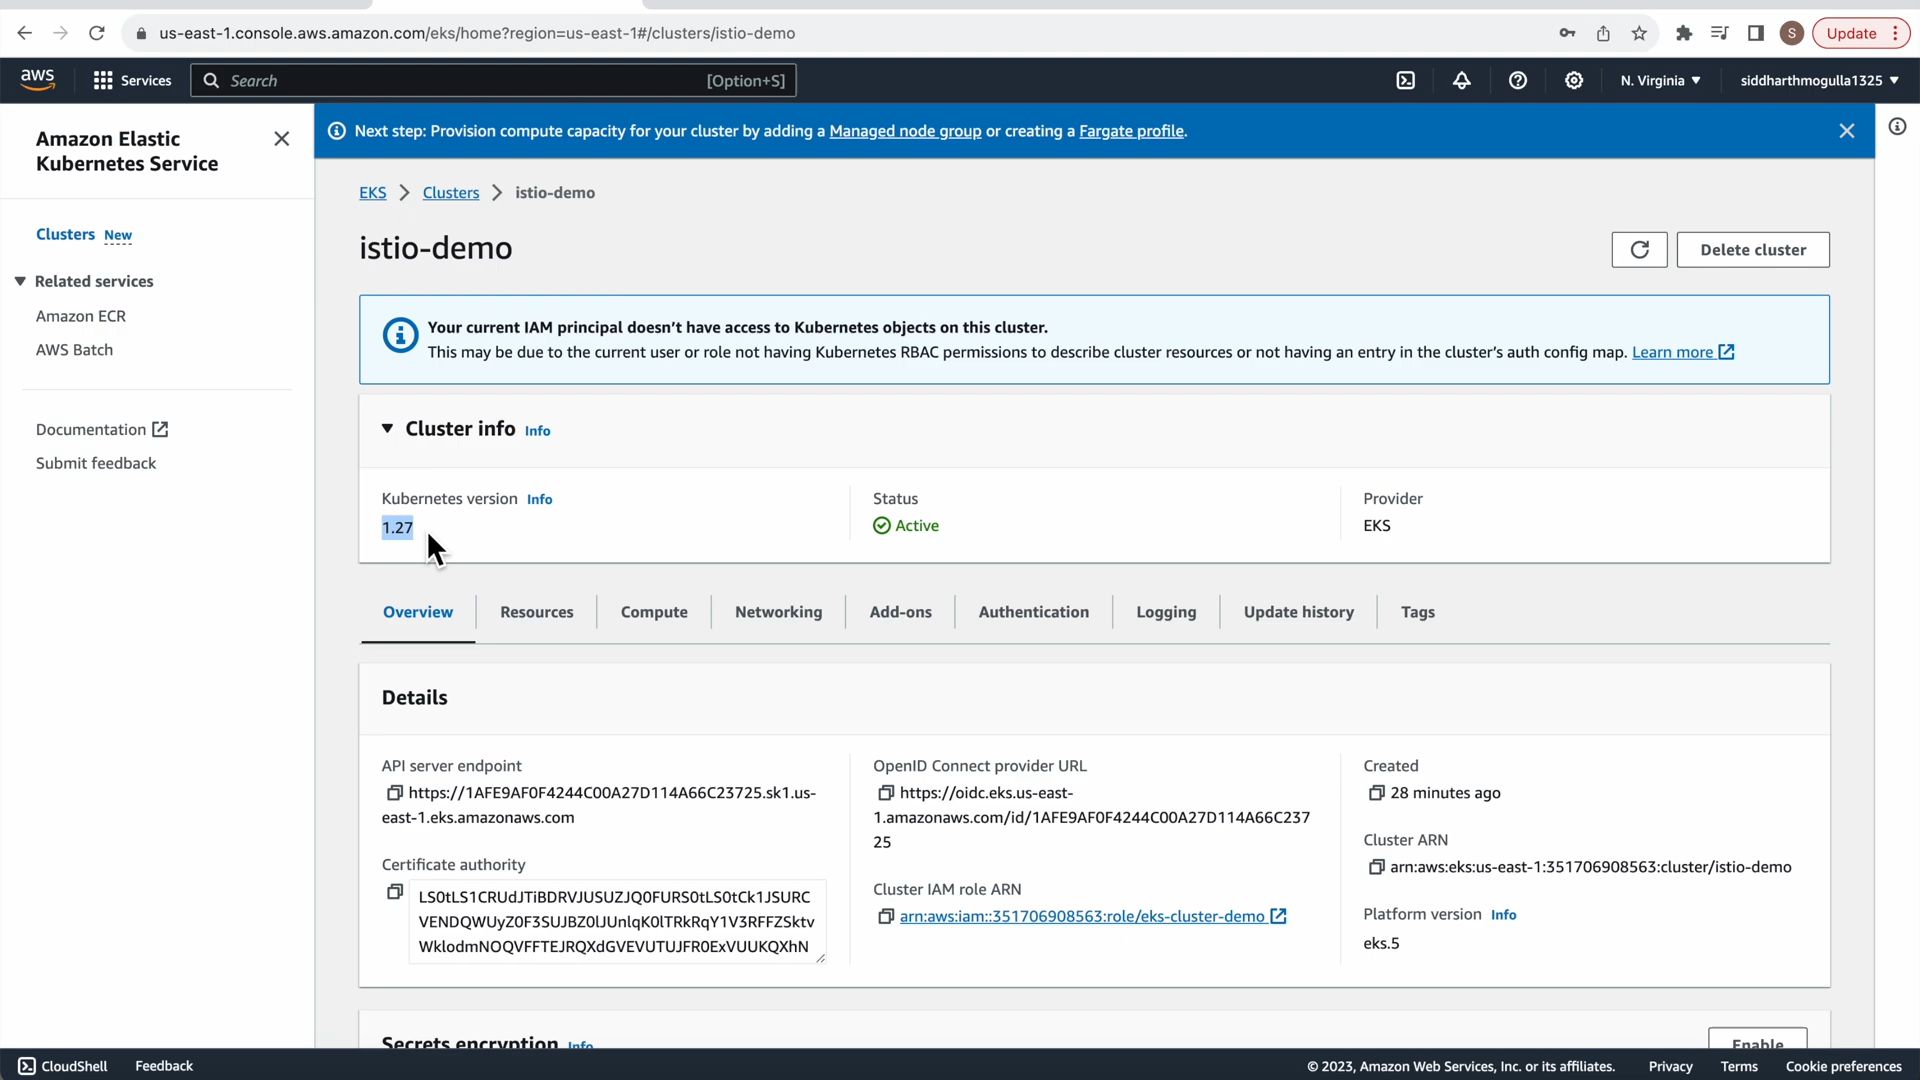 us-east-1.console.aws.amazon.com/eks/home?region=us-east-1#/clusters/istio-demo
S
Update
aws
Services
Search
[Option+S]
N. Virginia
siddharthmogulla1325
Amazon Elastic
Kubernetes Service
Clusters New
Related services
Amazon ECR
AWS Batch
Documentation
Submit feedback
Next step: Provision compute capacity for your cluster by adding a Managed node group or creating a Fargate profile.
EKS
Clusters
istio-demo
istio-demo
Delete cluster
Your current IAM principal doesn't have access to Kubernetes objects on this cluster.
This may be due to the current user or role not having Kubernetes RBAC permissions to describe cluster resources or not having an entry in the cluster's auth config map. Learn more
Cluster info Info
Kubernetes version Info
1.27
Status
Active
Provider
EKS
Overview
Resources
Compute
Networking
Add-ons
Authentication
Logging
Update history
Tags
Details
API server endpoint
https://1AFE9AF0F4244C00A27D114A66C23725.sk1.us-
east-1.eks.amazonaws.com
Certificate authority
LS0tLS1CRUdJTiBDRVJUSUZJQ0FURS0tLS0tCk1JSURC
VENDQWUyZ0F3SUJBZ0lJUnlqK0lTRkRqY1V3RFFZSktv
WklodmNOQVFFTEJRQXdGVEVUTUJFR0ExVUUKQXhN
OpenID Connect provider URL
https://oidc.eks.us-east-
1.amazonaws.com/id/1AFE9AF0F4244C00A27D114A66C237
25
Cluster IAM role ARN
arn:aws:iam::351706908563:role/eks-cluster-demo
Created
28 minutes ago
Cluster ARN
arn:aws:eks:us-east-1:351706908563:cluster/istio-demo
Platform version Info
eks.5
Secrets encryption Info
Enable
CloudShell
Feedback
© 2023, Amazon Web Services, Inc. or its affiliates.
Privacy
Terms
Cookie preferences